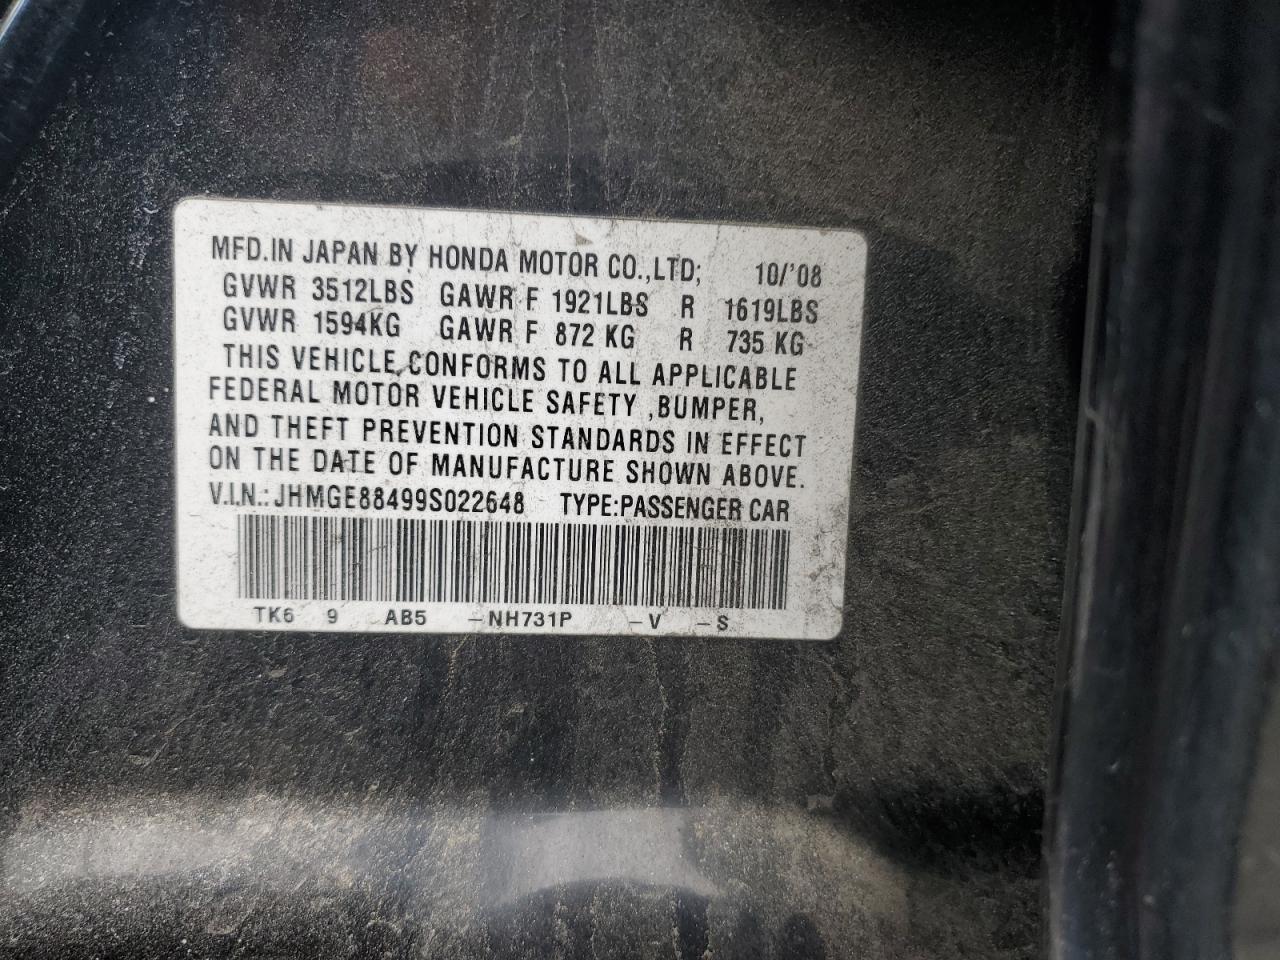 MFD.IN JAPAN BY HONDA MOTOR CO.,LTD; 10/'08
GVWR 3512LBS GAWR F 1921LBS R 1619LBS
GVWR 1594KG GAWR F 872 KG R 735 KG
THIS VEHICLE CONFORMS TO ALL APPLICABLE
FEDERAL MOTOR VEHICLE SAFETY ,BUMPER,
AND THEFT PREVENTION STANDARDS IN EFFECT
ON THE DATE OF MANUFACTURE SHOWN ABOVE.
V.I.N.: JHMGE88499S022648 TYPE:PASSENGER CAR
TK6 9 AB5 -NH731P -V -S